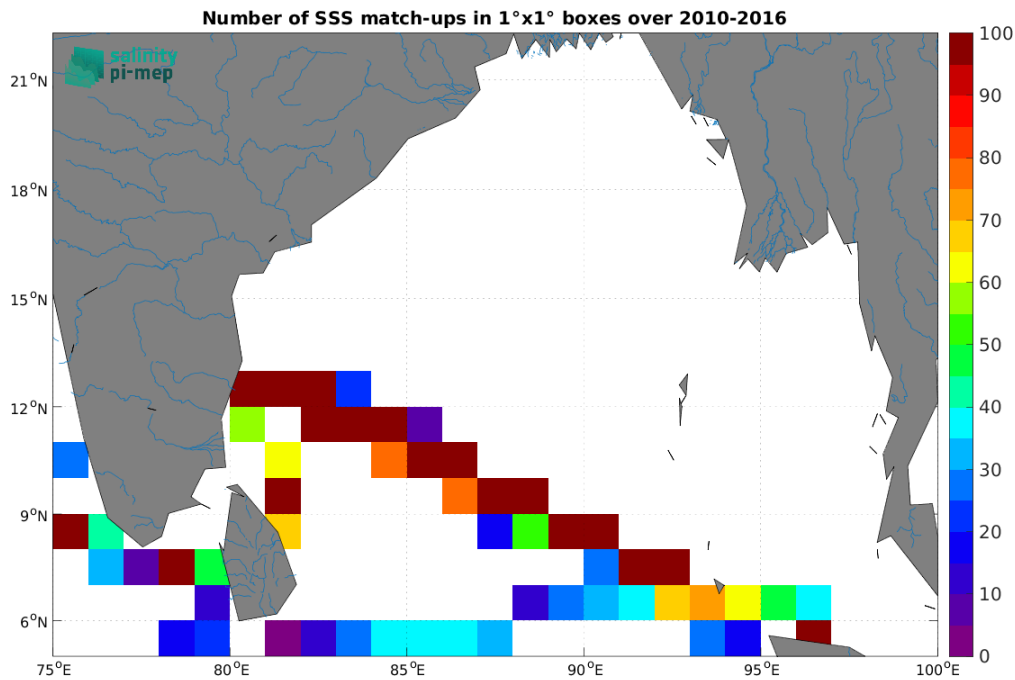 Number of SSS match-ups in 1°x1° boxes over 2010-2016
salinity
pi-mep
21°N
18°N
15°N
12°N
9°N
6°N
75°E 80°E 85°E 90°E 95°E 100°E
100
90
80
70
60
50
40
30
20
10
0